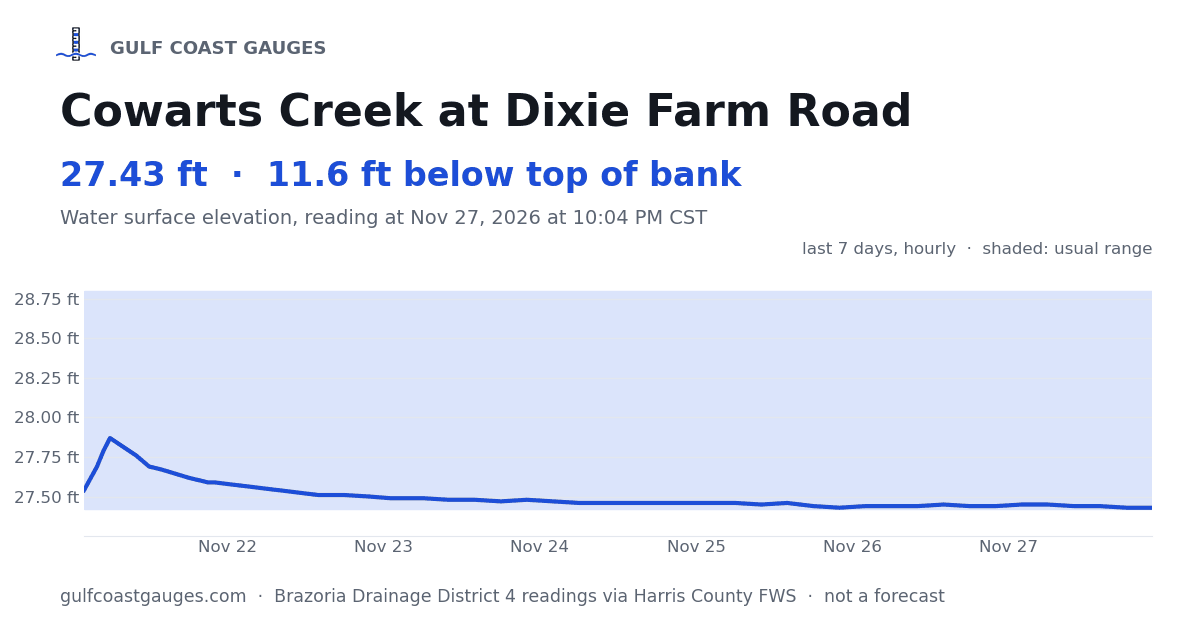 GULF COAST GAUGES
Cowarts Creek at Dixie Farm Road
27.43 ft · 11.6 ft below top of bank
Water surface elevation, reading at Nov 27, 2026 at 10:04 PM CST
last 7 days, hourly · shaded: usual range
28.75 ft
28.50 ft
28.25 ft
28.00 ft
27.75 ft
27.50 ft
Nov 22 Nov 23 Nov 24 Nov 25 Nov 26 Nov 27
gulfcoastgauges.com · Brazoria Drainage District 4 readings via Harris County FWS · not a forecast